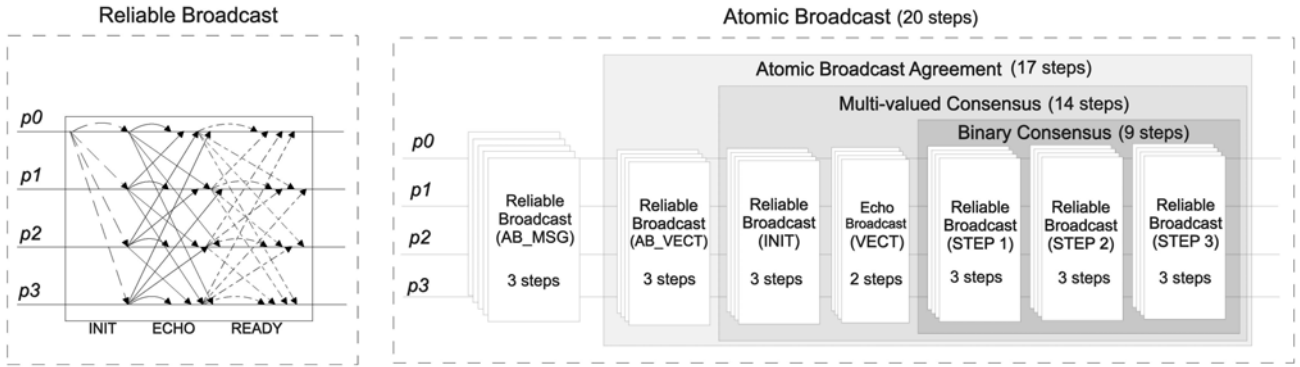 Reliable Broadcast
p0
p1
p2
p3
INIT ECHO READY
Atomic Broadcast (20 steps)
Atomic Broadcast Agreement (17 steps)
Multi-valued Consensus (14 steps)
Binary Consensus (9 steps)
p0
p1
p2
p3
Reliable
Broadcast
(AB_MSG)
3 steps
Reliable
Broadcast
(AB_VECT)
3 steps
Reliable
Broadcast
(INIT)
3 steps
Echo
Broadcast
(VECT)
2 steps
Reliable
Broadcast
(STEP 1)
3 steps
Reliable
Broadcast
(STEP 2)
3 steps
Reliable
Broadcast
(STEP 3)
3 steps